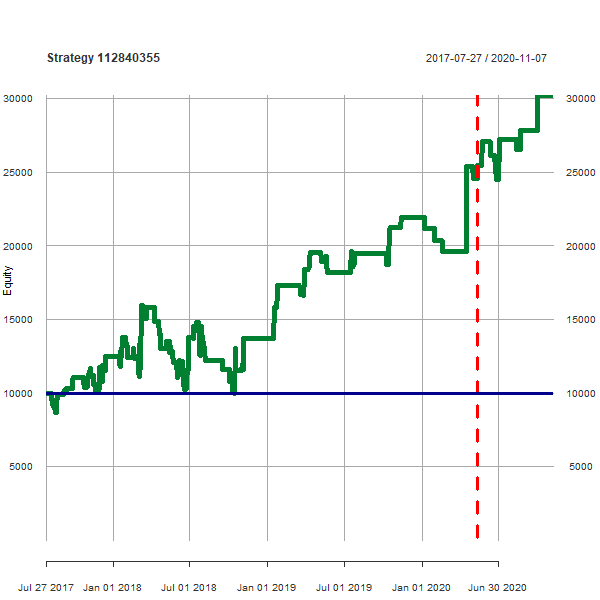 Strategy 112840355
2017-07-27 / 2020-11-07
30000
30000
25000
25000
20000
20000
Equity
15000
15000
10000
10000
5000
5000
Jul 27 2017
Jan 01 2018
Jul 01 2018
Jan 01 2019
Jul 01 2019
Jan 01 2020
Jun 30 2020